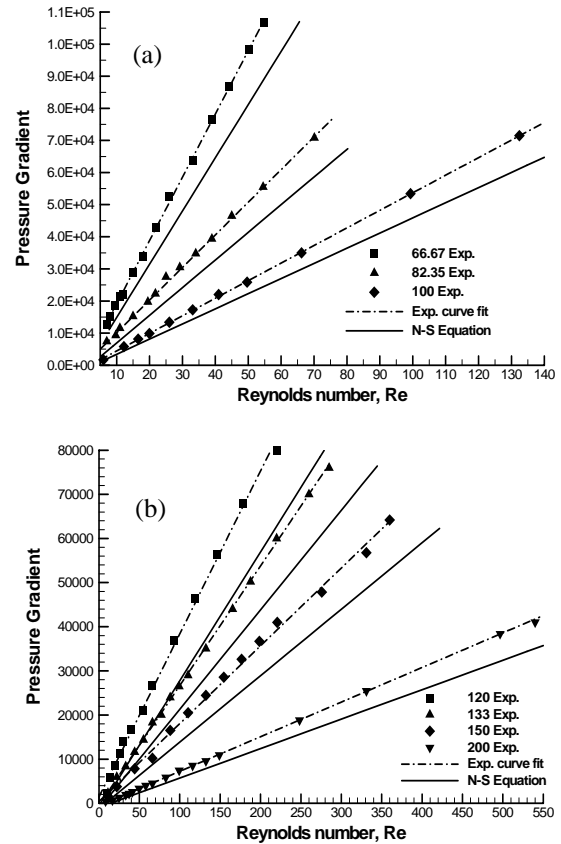 (a)
Pressure Gradient
1.1E+05
1.0E+04
9.0E+04
8.0E+04
7.0E+04
6.0E+04
5.0E+04
4.0E+04
3.0E+04
2.0E+04
1.0E+04
0.0E+00
66.67 Exp.
82.35 Exp.
100 Exp.
Exp. curve fit
N-S Equation
10 20 30 40 50 60 70 80 90 100 110 120 130 140
Reynolds number, Re
(b)
Pressure Gradient
80000
70000
60000
50000
40000
30000
20000
10000
0
120 Exp.
133 Exp.
150 Exp.
200 Exp.
Exp. curve fit
N-S Equation
0 50 100 150 200 250 300 350 400 450 500 550
Reynolds number, Re